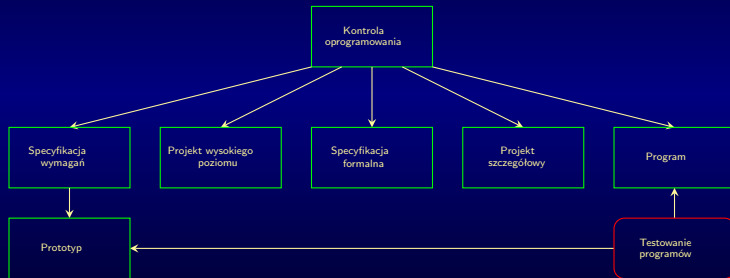 Kontrola
oprogramowania
Specyfikacja
wymagań
Projekt wysokiego
poziomu
Specyfikacja
formalna
Projekt
szczegółowy
Program
Prototyp
Testowanie
programów